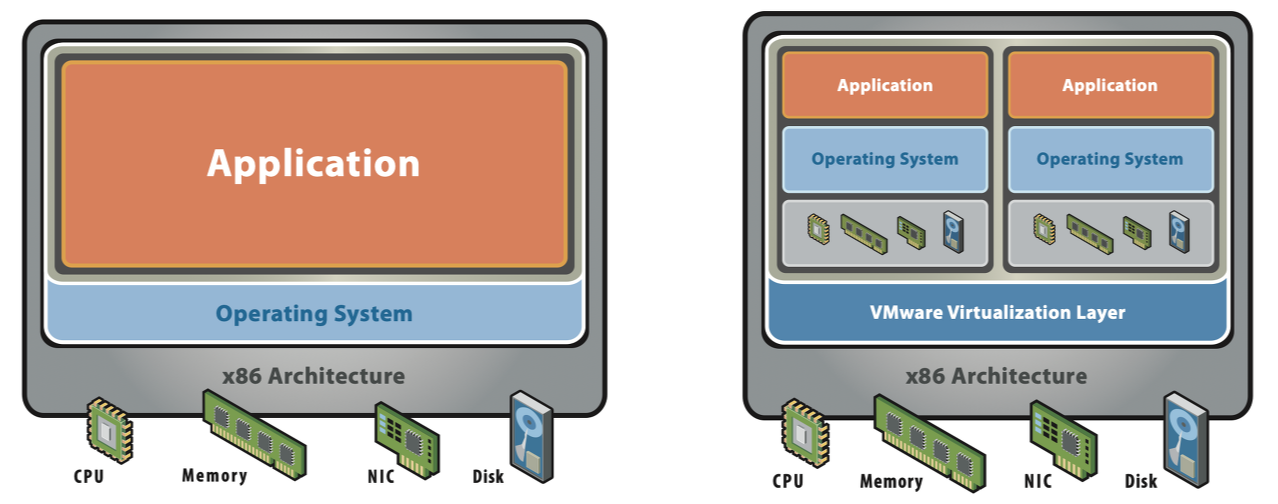 Application
Operating System
x86 Architecture
CPU
Memory
NIC
Disk
Application
Application
Operating System
Operating System
VMware Virtualization Layer
x86 Architecture
CPU
Memory
NIC
Disk